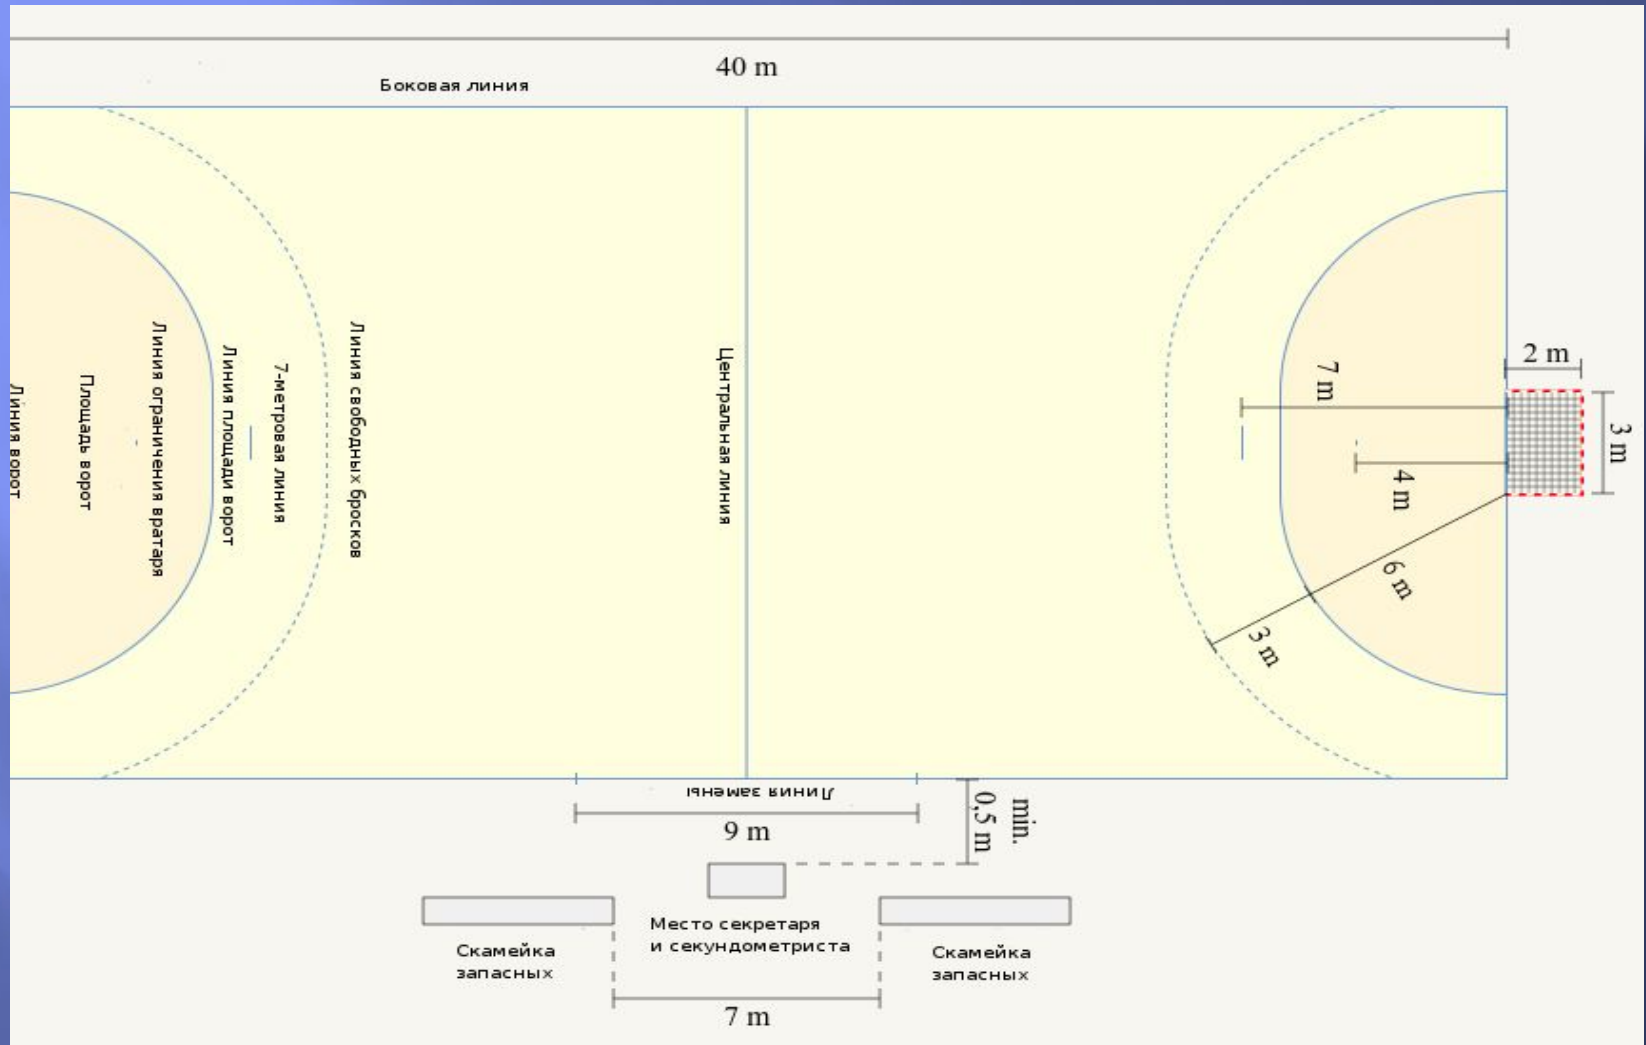 40 m
Боковая линия
Линия ворот
Площадь ворот
Линия ограничения вратаря
Линия площади ворот
7-метровая линия
Линия свободных бросков
Центральная линия
7 m
4 m
6 m
3 m
2 m
3 m
Линия замены
9 m
min.
0,5 m
Место секретаря
и секундометриста
Скамейка
запасных
Скамейка
запасных
7 m